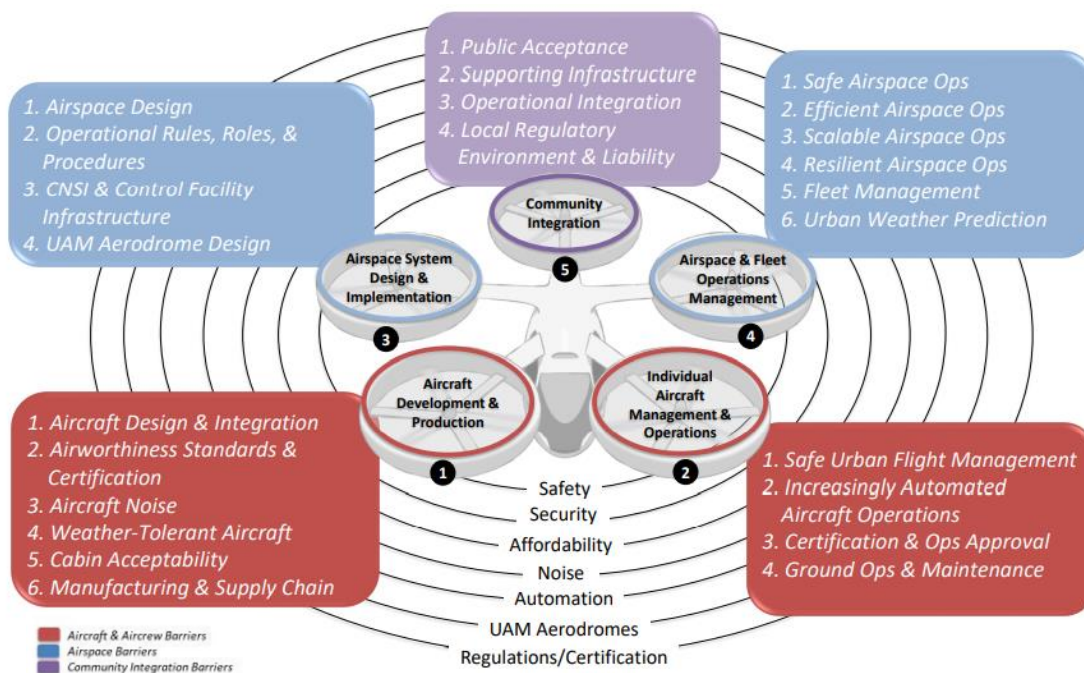 1. Public Acceptance
2. Supporting Infrastructure
3. Operational Integration
4. Local Regulatory
Environment & Liability
1. Airspace Design
2. Operational Rules, Roles, &
Procedures
3. CNSI & Control Facility
Infrastructure
4. UAM Aerodrome Design
1. Safe Airspace Ops
2. Efficient Airspace Ops
3. Scalable Airspace Ops
4. Resilient Airspace Ops
5. Fleet Management
6. Urban Weather Prediction
Community
Integration
5
Airspace System
Design &
Implementation
3
Airspace & Fleet
Operations
Management
4
Aircraft
Development &
Production
1
Individual
Aircraft
Management &
Operations
2
1. Aircraft Design & Integration
2. Airworthiness Standards &
Certification
3. Aircraft Noise
4. Weather-Tolerant Aircraft
5. Cabin Acceptability
6. Manufacturing & Supply Chain
1. Safe Urban Flight Management
2. Increasingly Automated
Aircraft Operations
3. Certification & Ops Approval
4. Ground Ops & Maintenance
Safety
Security
Affordability
Noise
Automation
UAM Aerodromes
Regulations/Certification
Aircraft & Aircrew Barriers
Airspace Barriers
Community Integration Barriers